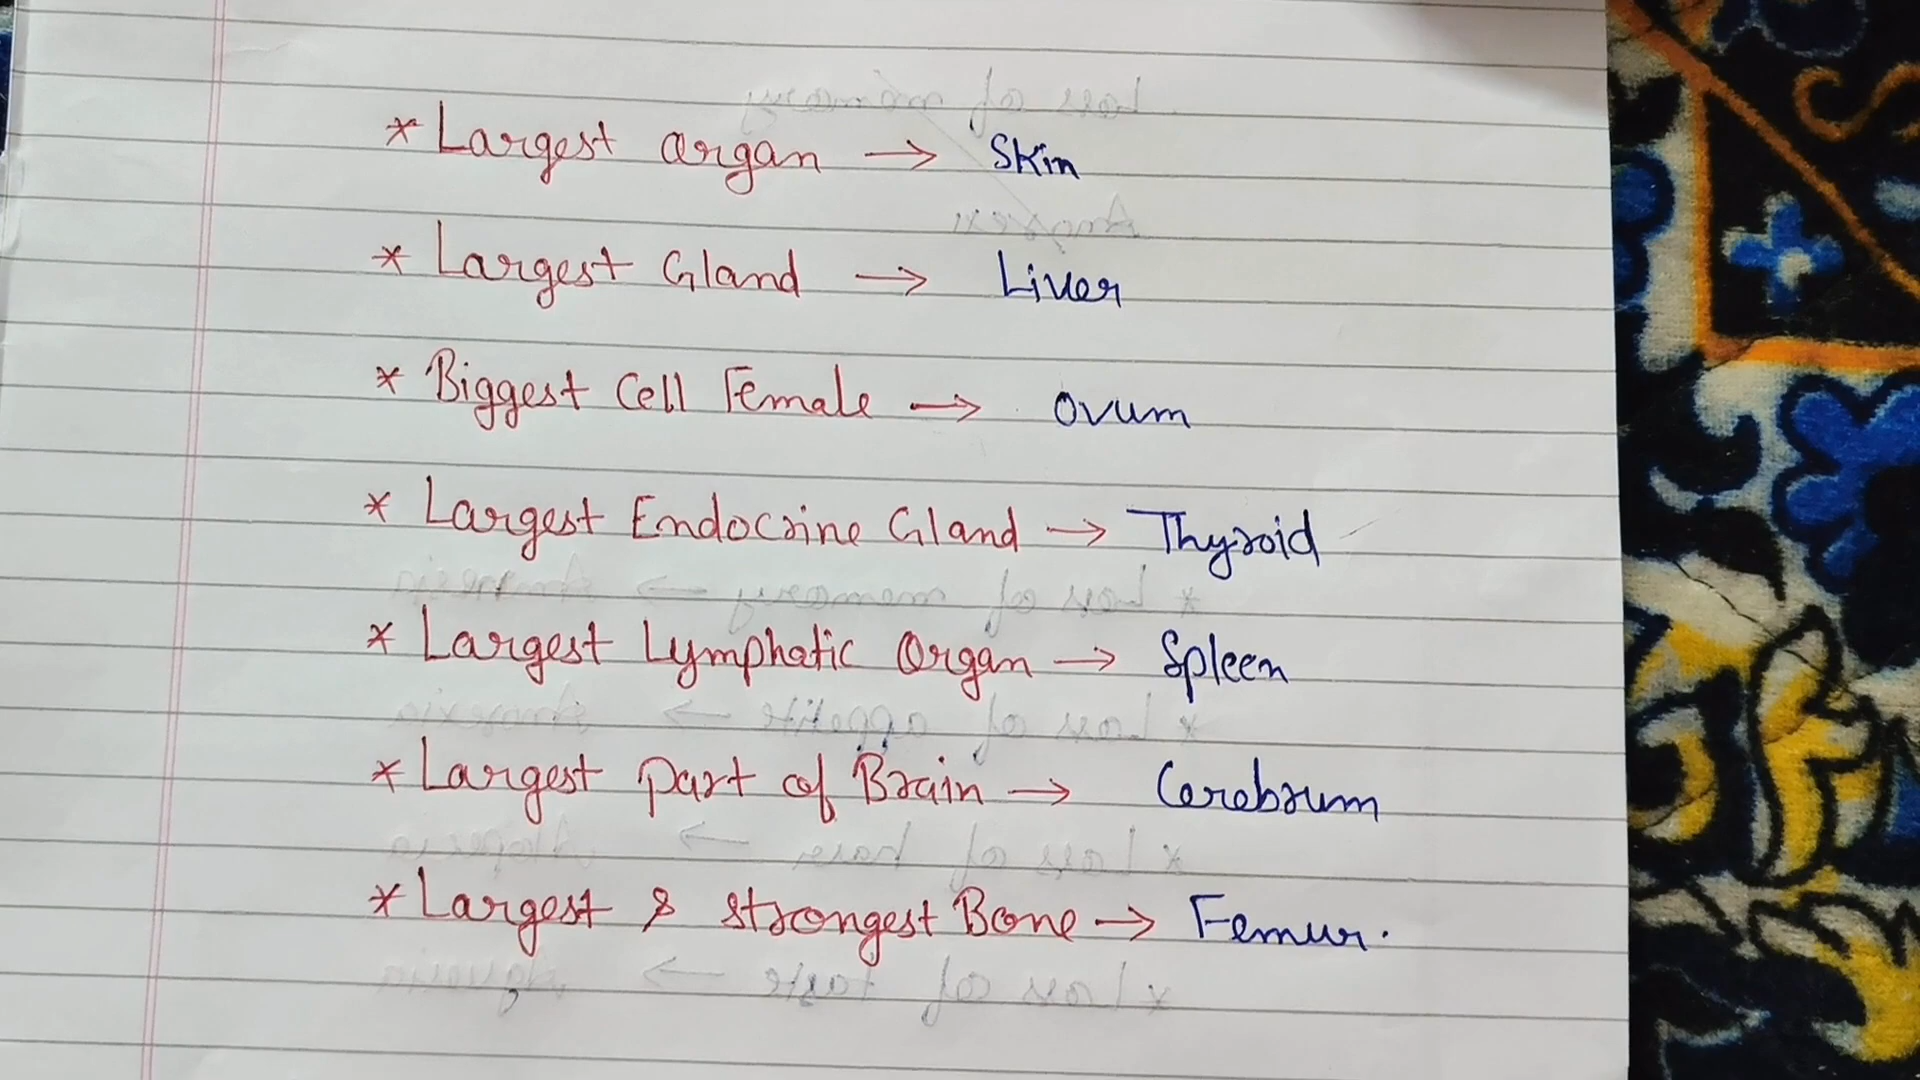 * Largest argan → Skin
* Largest Gland → Liver
* Biggest Cell Female → Ovum
* Largest Endocrine Gland → Thyroid
* Largest Lymphatic Organ → Spleen
* Largest part of Brain → Cerebrum
* Largest & strongest Bone → Femur.